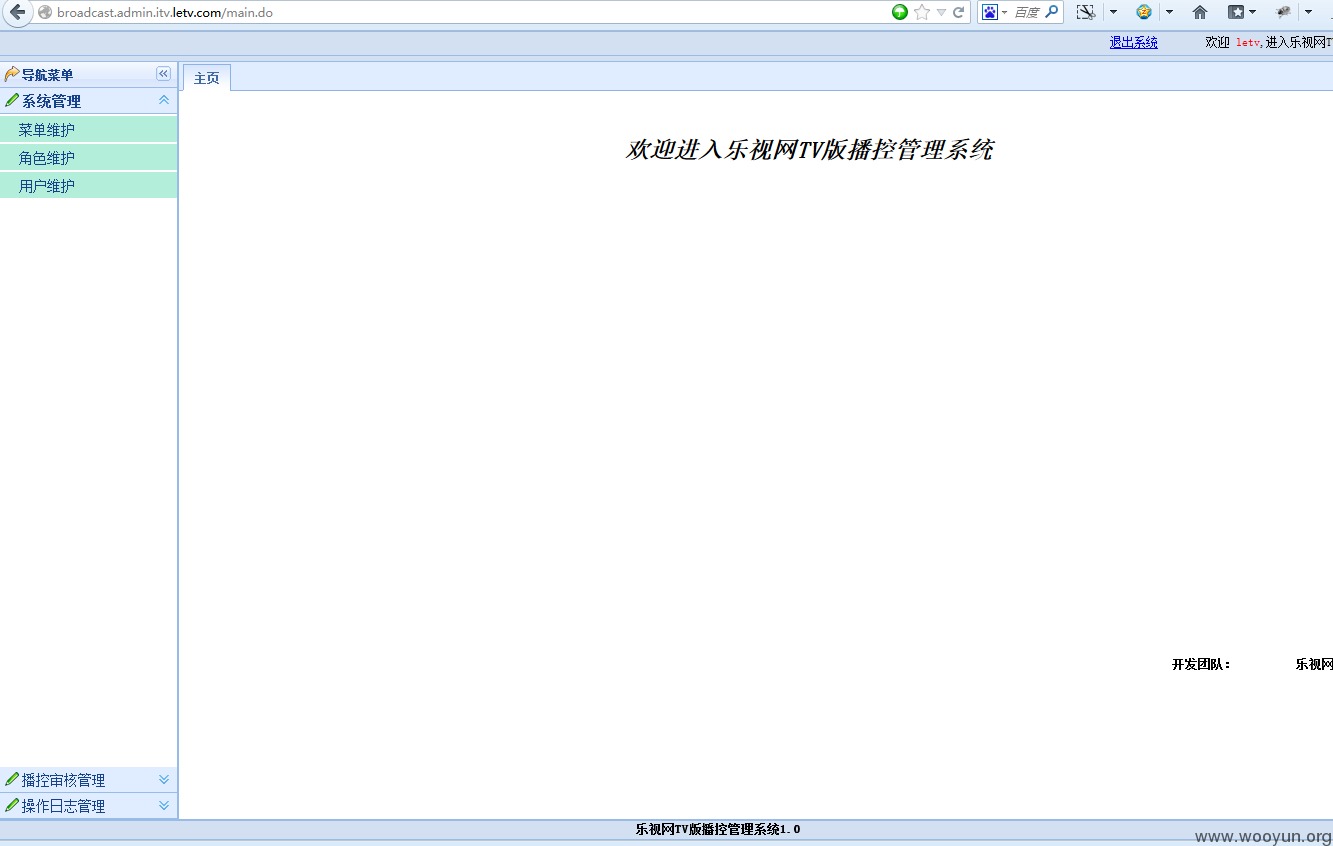 broadcast.admin.itv.letv.com/main.do
百度
退出系统
欢迎 letv,进入乐视网T
导航菜单
主页
系统管理
菜单维护
角色维护
用户维护
欢迎进入乐视网TV版播控管理系统
开发团队： 乐视网
播控审核管理
操作日志管理
乐视网TV版播控管理系统1.0
www.wooyun.org